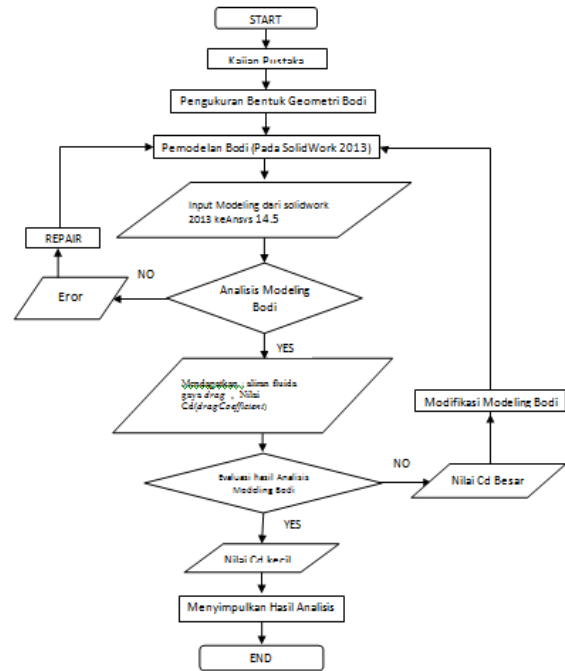 START
Kajian Pustaka
Pengukuran Bentuk Geometri Bodi
Pemodelan Bodi (Pada SolidWork 2013)
Input Modeling dari solidwork
2013 keAnsys 14.5
REPAIR
NO
Eror
Analisis Modeling
Bodi
YES
Mendapatkan , aliran fluida
gaya drag , Nilai
Cd(dragCoefficient)
Modifikasi Modeling Bodi
NO
Evaluasi hasil Analisis
Modeling Bodi
Nilai Cd Besar
YES
Nilai Cd kecil
Menyimpulkan Hasil Analisis
END